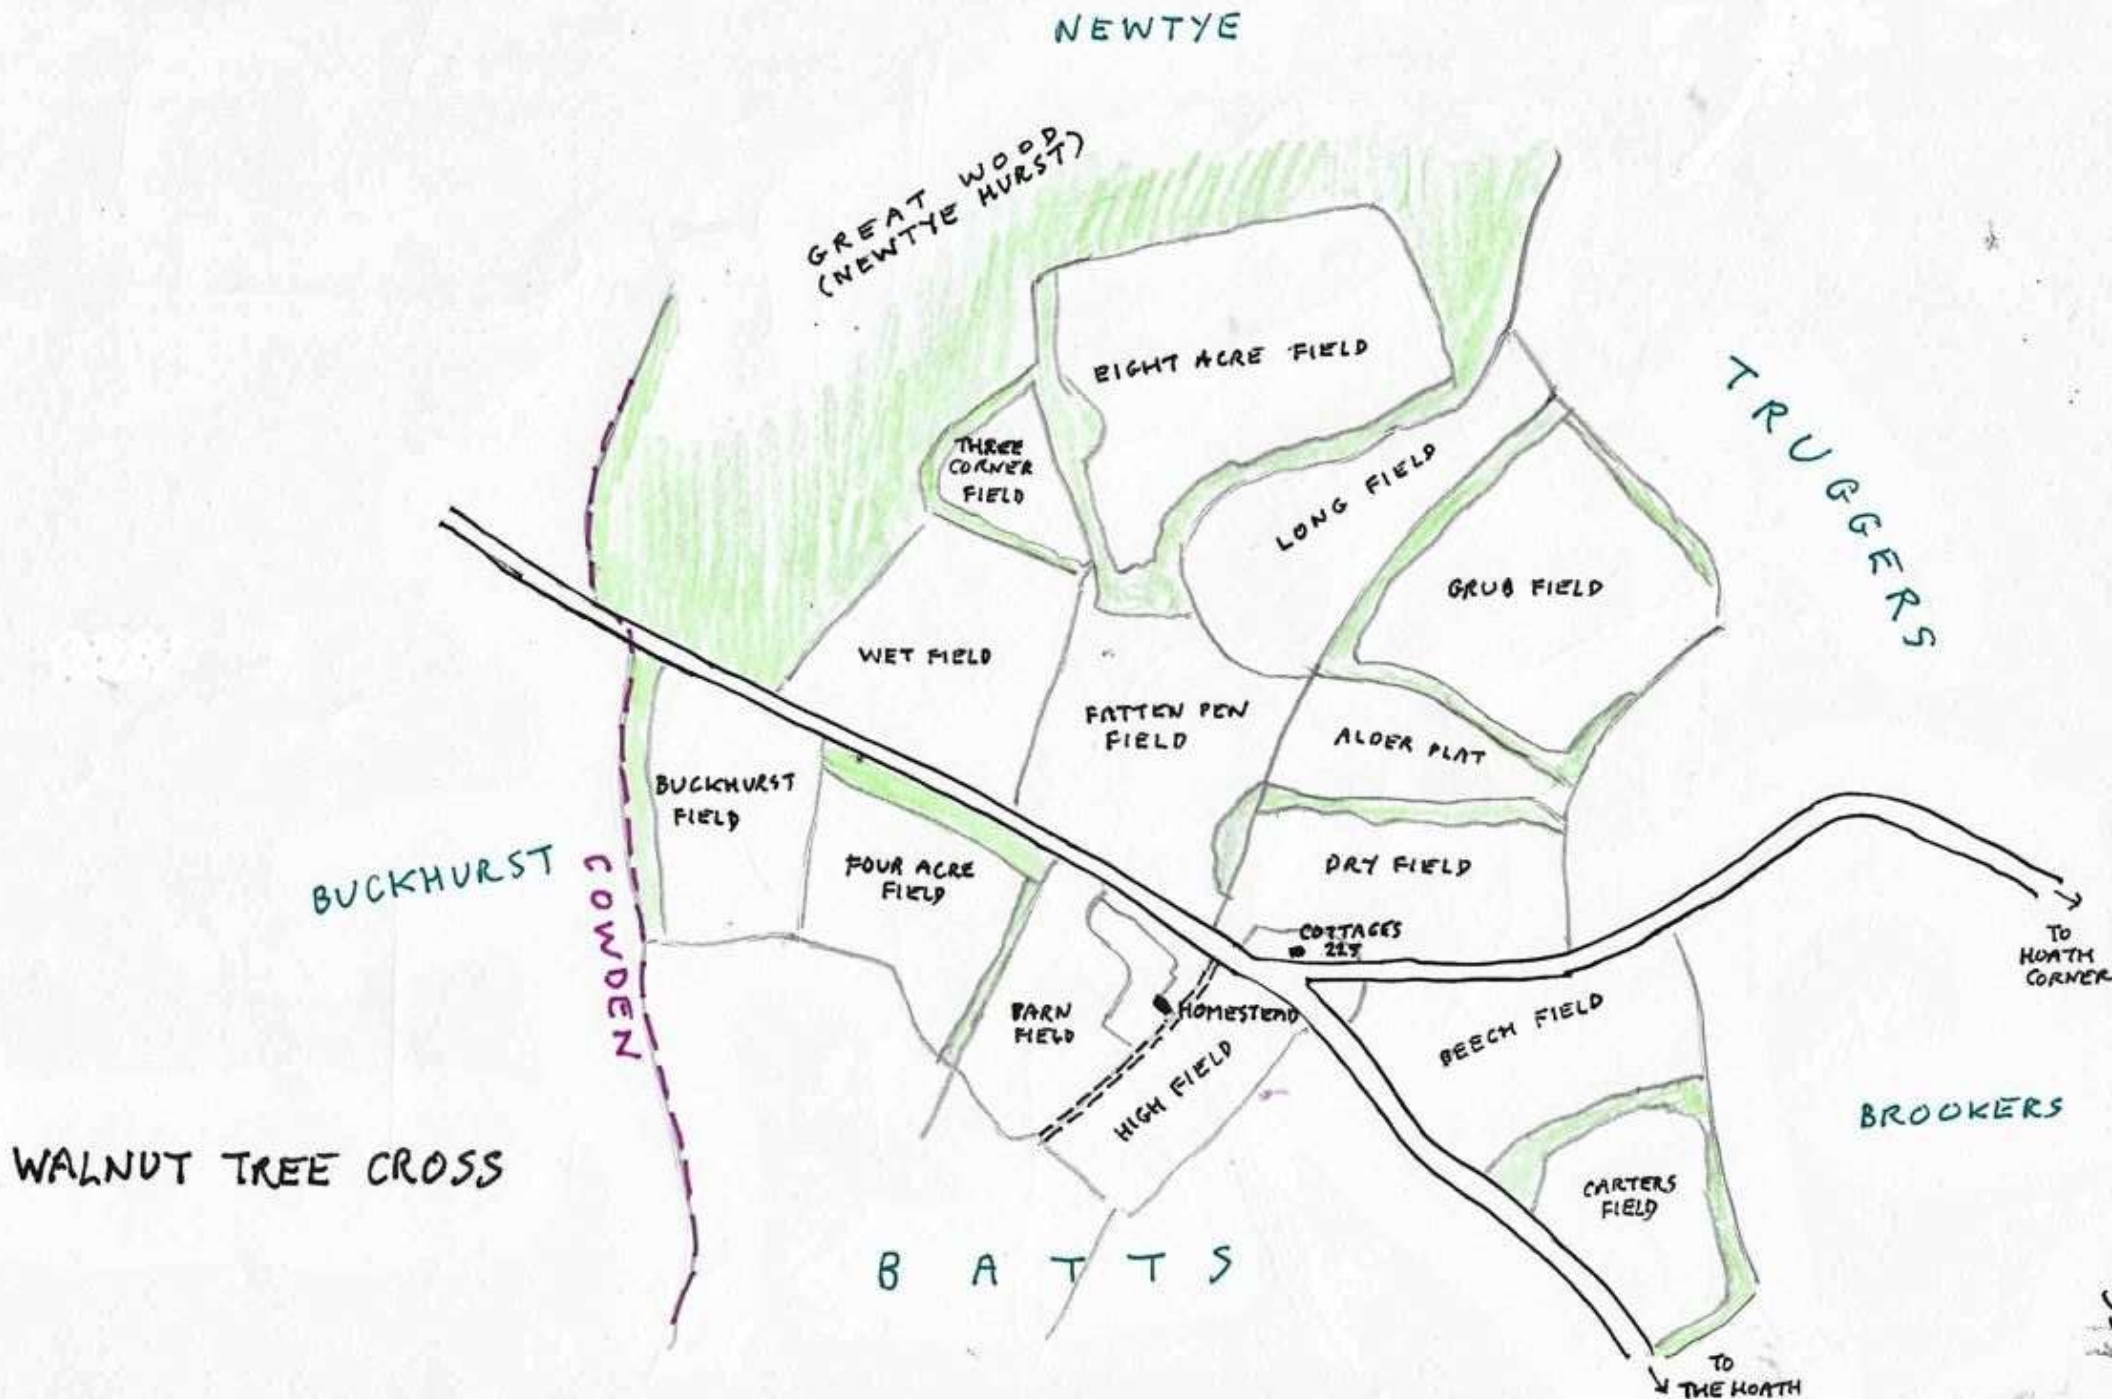 NEWTYE
GREAT WOOD
(NEWTYE HURST)
EIGHT ACRE FIELD
TRUGGERS
THREE
CORNER
FIELD
LONG FIELD
GRUB FIELD
WET FIELD
FATTEN PEN
FIELD
ALDER PLAT
BUCKHURST
FIELD
BUCKHURST
COWDEN
FOUR ACRE
FIELD
DRY FIELD
COTTAGES
225
TO
HOATH
CORNER
BARN
FIELD
HOMESTEAD
HIGH FIELD
BEECH FIELD
BROOKERS
WALNUT TREE CROSS
CARTERS
FIELD
BATTS
TO
THE HOATH